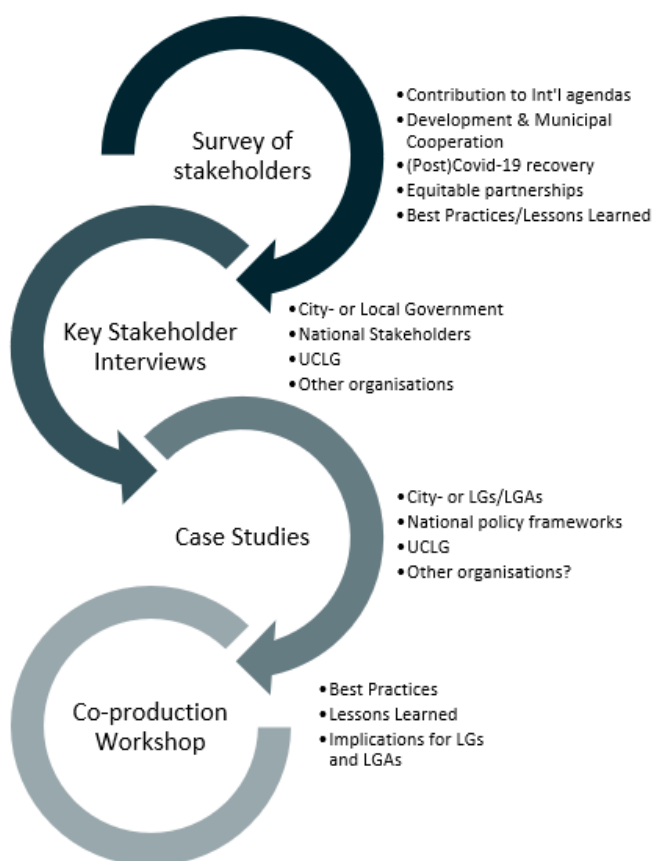 Survey of
stakeholders
•Contribution to Int'l agendas
•Development & Municipal
Cooperation
•(Post)Covid-19 recovery
•Equitable partnerships
•Best Practices/Lessons Learned
Key Stakeholder
Interviews
•City- or Local Government
•National Stakeholders
•UCLG
•Other organisations
Case Studies
•City- or LGs/LGAs
•National policy frameworks
•UCLG
•Other organisations?
Co-production
Workshop
•Best Practices
•Lessons Learned
•Implications for LGs
and LGAs